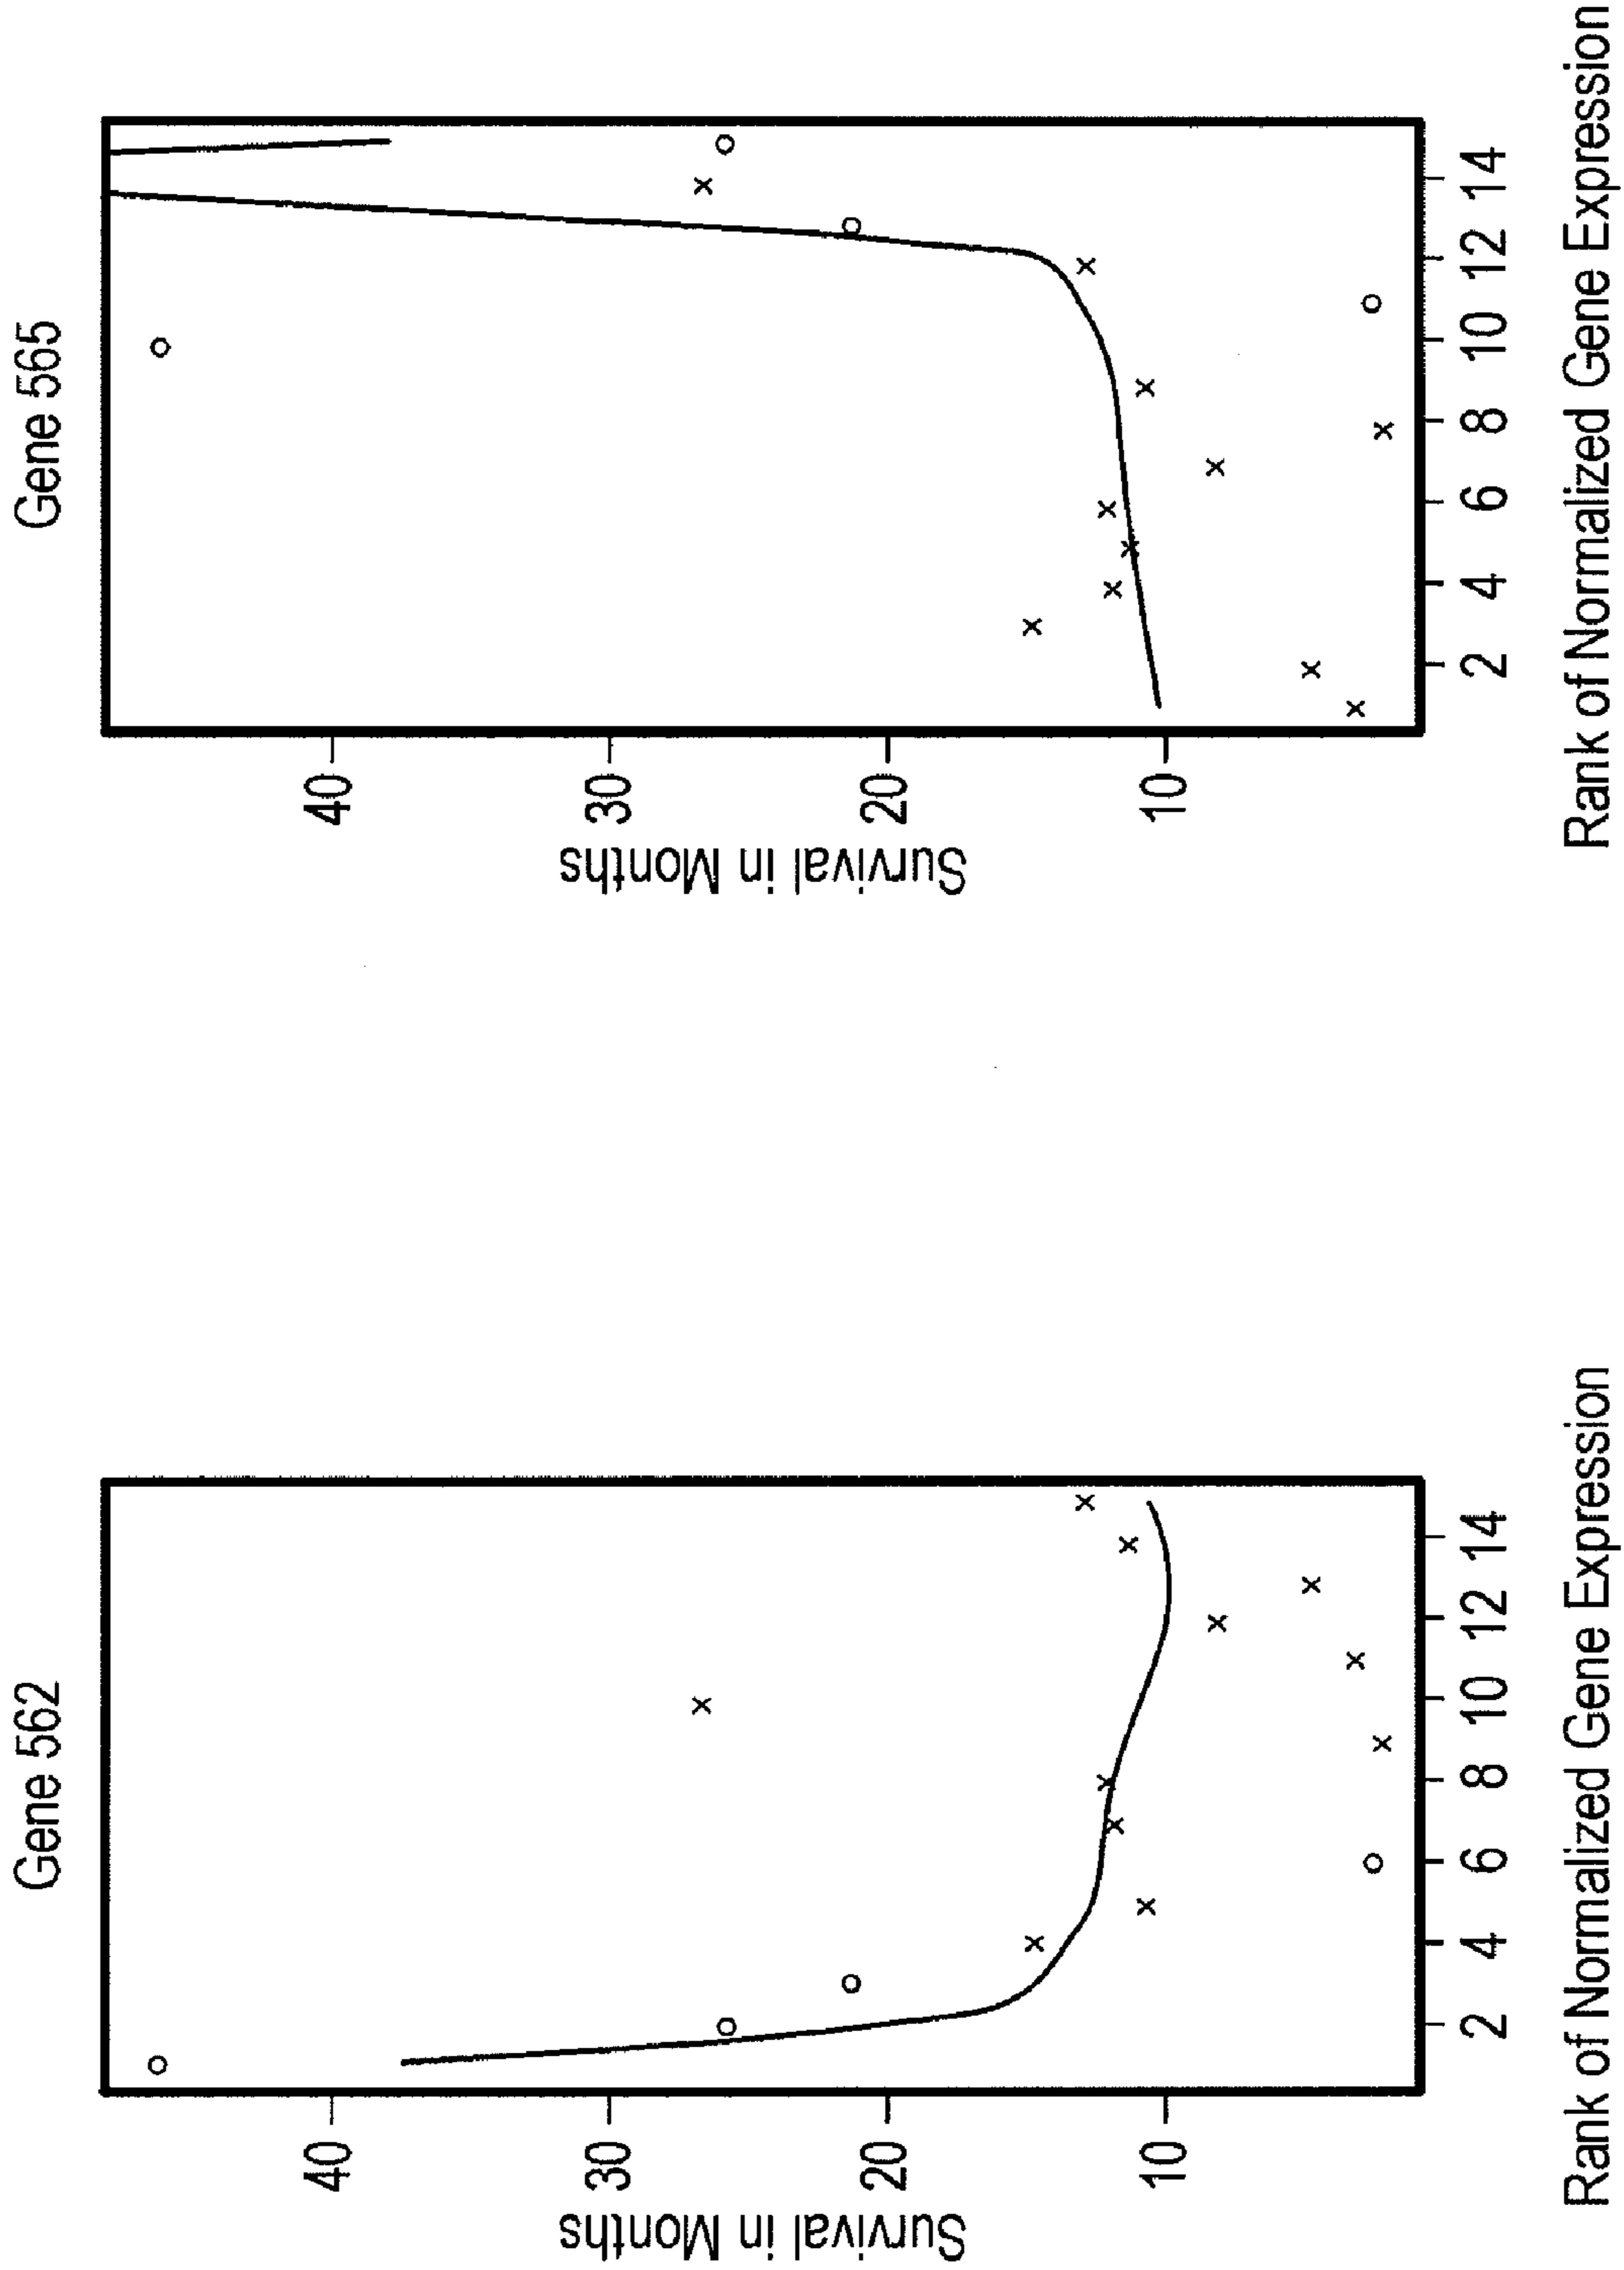 Gene 562
40
30
20
10
Survival in Months
2 4 6 8 10 12 14
Rank of Normalized Gene Expression
Gene 565
40
30
20
10
Survival in Months
2 4 6 8 10 12 14
Rank of Normalized Gene Expression